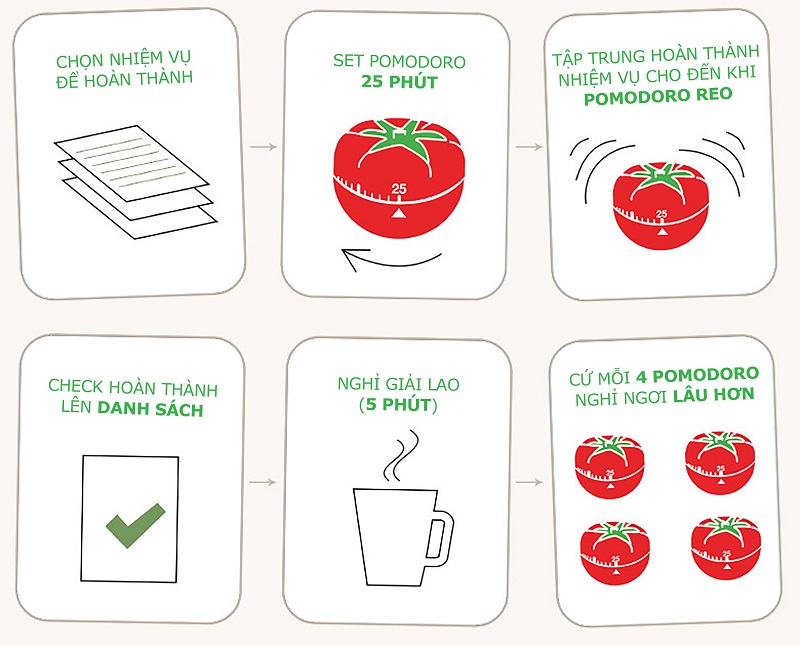 CHỌN NHIỆM VỤ
ĐỂ HOÀN THÀNH
SET POMODORO
25 PHÚT
25
TẬP TRUNG HOÀN THÀNH
NHIỆM VỤ CHO ĐẾN KHI
POMODORO REO
25
CHECK HOÀN THÀNH
LÊN DANH SÁCH
NGHỈ GIẢI LAO
(5 PHÚT)
CỨ MỖI 4 POMODORO
NGHỈ NGƠI LÂU HƠN
25
25
25
25